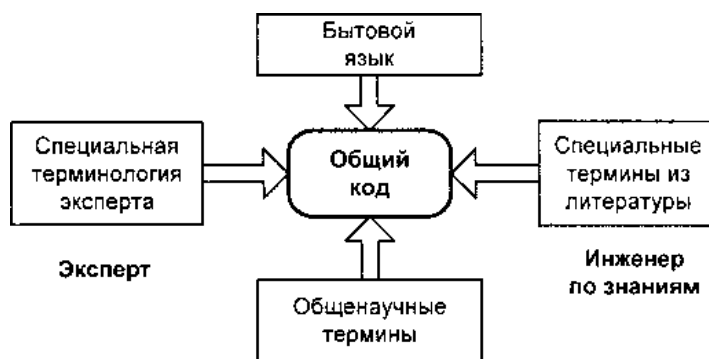 Бытовой
язык
Специальная
терминология
эксперта
Общий
код
Специальные
термины из
литературы
Эксперт
Инженер
по знаниям
Общенаучные
термины